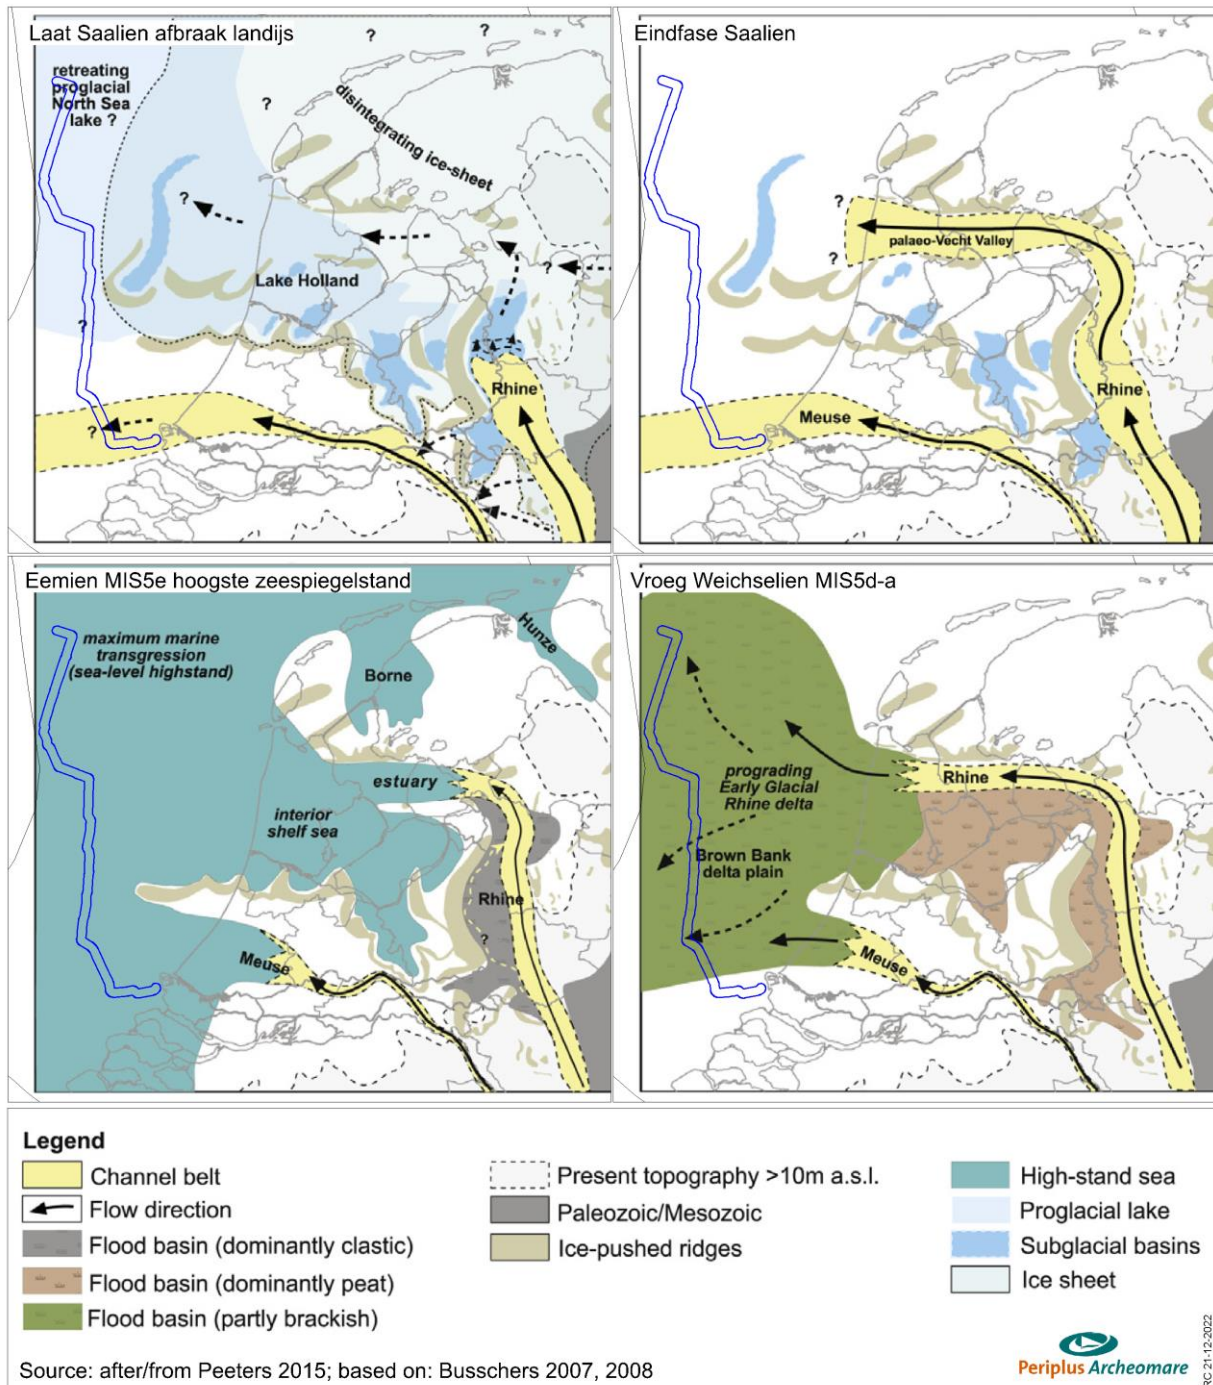 Laat Saalien afbraak landijs
?
?
retreating
proglacial
North Sea
lake ?
?
disintegrating ice-sheet
?
?
Lake Holland
?
Rhine
?
Eindfase Saalien
?
palaeo-Vecht Valley
?
Rhine
Meuse
Eemien MIS5e hoogste zeespiegelstand
maximum marine
transgression
(sea-level highstand)
Hunze
Borne
estuary
interior
shelf sea
Rhine
?
Meuse
Vroeg Weichselien MIS5d-a
Rhine
prograding
Early Glacial
Rhine delta
Brown Bank
delta plain
Meuse
Legend
Channel belt
Flow direction
Flood basin (dominantly clastic)
Flood basin (dominantly peat)
Flood basin (partly brackish)
Present topography >10m a.s.l.
Paleozoic/Mesozoic
Ice-pushed ridges
High-stand sea
Proglacial lake
Subglacial basins
Ice sheet
Source: after/from Peeters 2015; based on: Busschers 2007, 2008
Periplus Archeomare
RC 21-12-2022